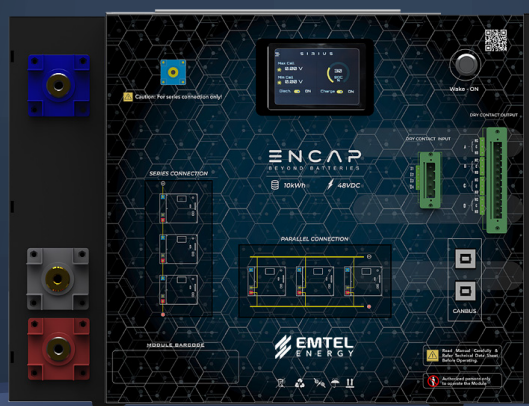 SIRIUS
Max Cell
Min Cell
Disch.
ON
Charge
ON
Caution: For series connection only!
Wake - ON
DRY CONTACT OUTPUT
DRY CONTACT INPUT
ENCAP
BEYOND BATTERIES
10kWh
48VDC
SERIES CONNECTION
PARALLEL CONNECTION
CANBUS
MODULE BARCODE
EMTEL
ENERGY
Read Manual Carefully &
Refer Technical Data Sheet
Before Operating.
Authorized persons only
to operate the Module